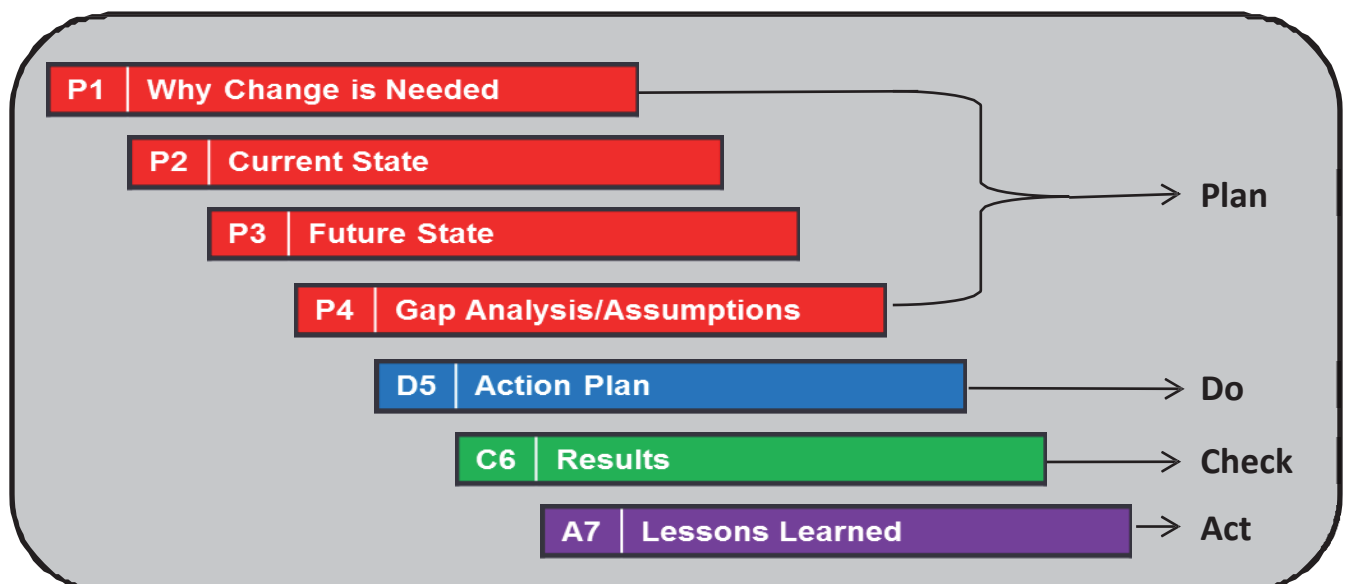 P1 Why Change is Needed
P2 Current State
Plan
P3 Future State
P4 Gap Analysis/Assumptions
D5 Action Plan
Do
C6 Results
Check
A7 Lessons Learned
Act